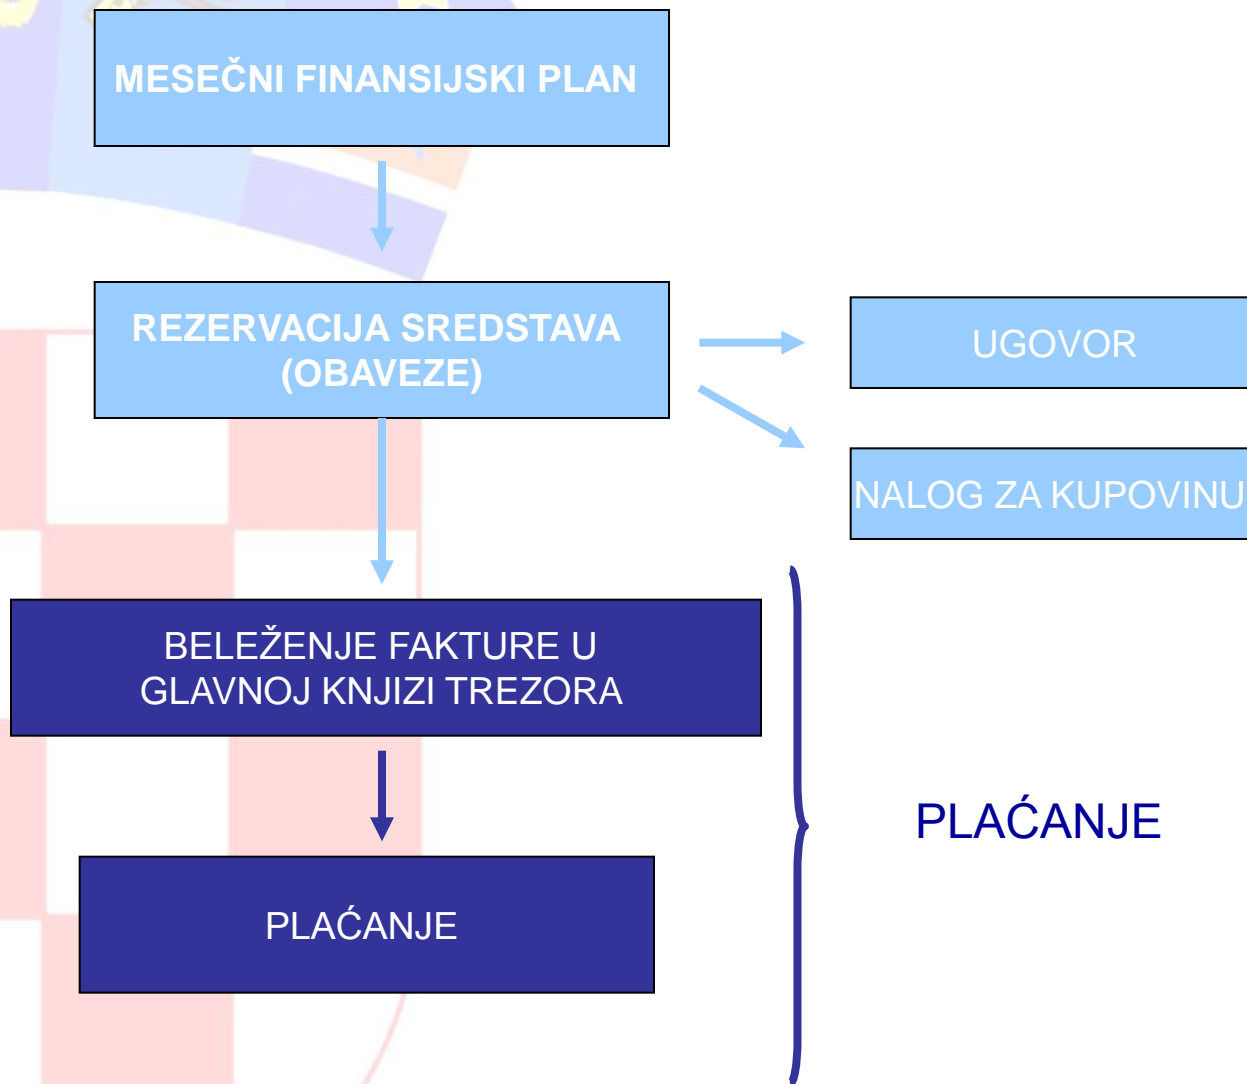 MESEČNI FINANSIJSKI PLAN
REZERVACIJA SREDSTAVA
(OBAVEZE)
UGOVOR
NALOG ZA KUPOVINU
BELEŽENJE FAKTURE U
GLAVNOJ KNJIZI TREZORA
PLAĆANJE
PLAĆANJE